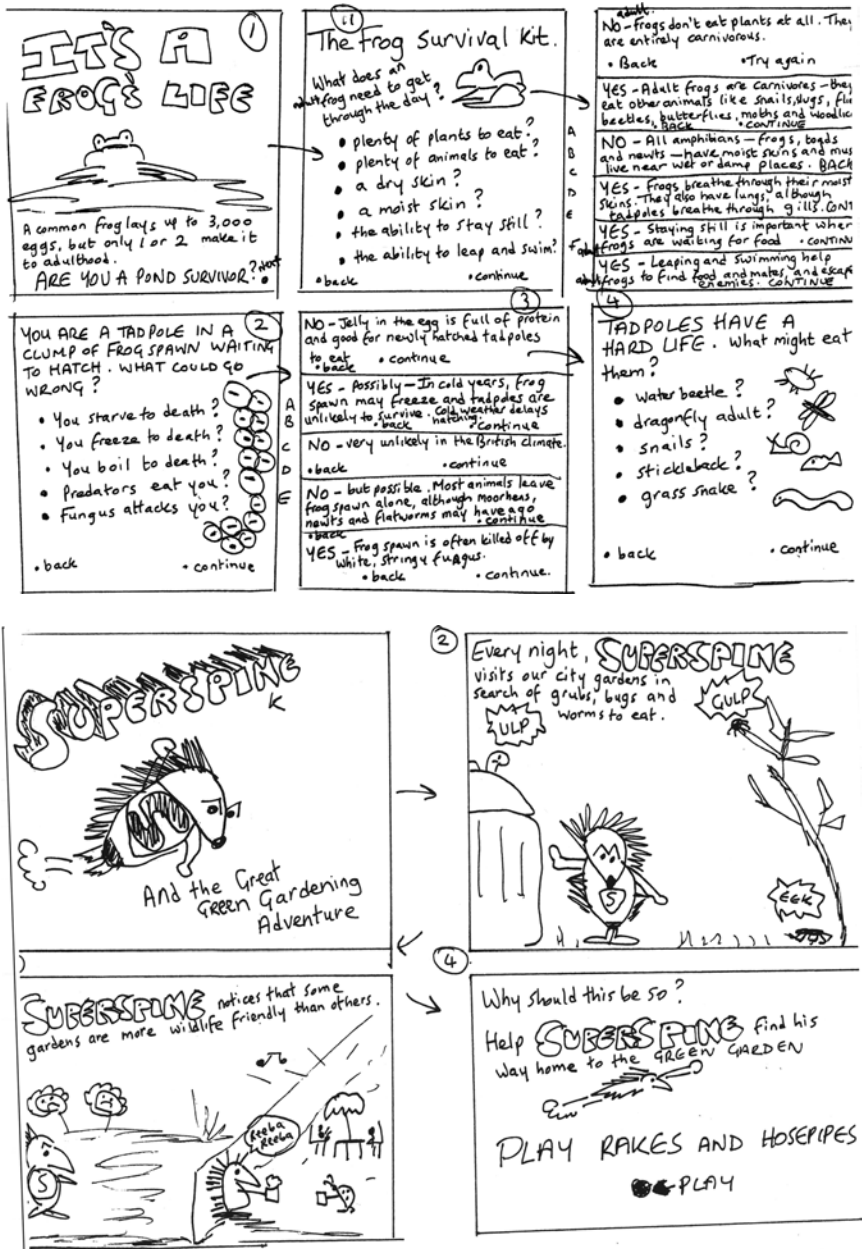 1
IT'S A
FROG'S LIFE
A common frog lays up to 3,000
eggs, but only 1 or 2 make it
to adulthood.
ARE YOU A POND SURVIVOR?
Next
11
The frog survival kit.
What does an
adult frog need to get
through the day?
• plenty of plants to eat?
• plenty of animals to eat?
• a dry skin?
• a moist skin?
• the ability to stay still?
• the ability to leap and swim?
• back • continue
A
B
C
D
E
F
adult
NO - frogs don't eat plants at all. They
are entirely carnivorous.
• Back • Try again
YES - Adult frogs are carnivores - they
eat other animals like snails, slugs,
beetles, butterflies, moths and
• BACK • CONTINUE
NO - All amphibians - frogs, toads
and newts - have moist skins and
live near wet or damp places. BACK
YES - Frogs breathe through their moist
skins. They also have lungs, although
tadpoles breathe through gills.
YES - Staying still is important when
adult frogs are waiting for food •
YES - Leaping and swimming help
adult frogs to find food and mates, and escape
enemies. CONTINUE
2
YOU ARE A TADPOLE IN A
CLUMP OF FROG SPAWN WAITING
TO HATCH. WHAT COULD GO
WRONG?
• You starve to death?
• You freeze to death?
• You boil to death?
• Predators eat you?
• Fungus attacks you?
• back • continue
A
B
C
D
E
3
NO - Jelly in the egg is full of protein
and good for newly hatched tadpoles
to eat
• back • continue
YES - Possibly - In cold years, frog
spawn may freeze and tadpoles are
unlikely to survive. Cold weather delays
hatching.
• back • continue
NO - very unlikely in the British climate.
• back • continue
NO - but possible. Most animals leave
frog spawn alone, although Moorhens,
newts and flatworms may have a go
• back • continue
YES - Frog spawn is often killed off by
white, stringy fungus.
• back • continue.
4
TADPOLES HAVE A
HARD LIFE. What might eat
them?
• water beetle?
• dragonfly adult?
• snails?
• stickleback?
• grass snake?
• back • continue
SUPERSPINE
K
And the Great
GREEN Gardening
Adventure
2
Every night, SUPERSPINE
visits our city gardens in
search of grubs, bugs and
worms to eat.
ULP
GULP
S
EEK
SUPERSPINE notices that some
gardens are more wildlife friendly than others.
Reeba
Reeba
S
4
Why should this be so?
Help SUPERSPINE find his
way home to the GREEN GARDEN
PLAY RAKES AND HOSEPIPES
PLAY